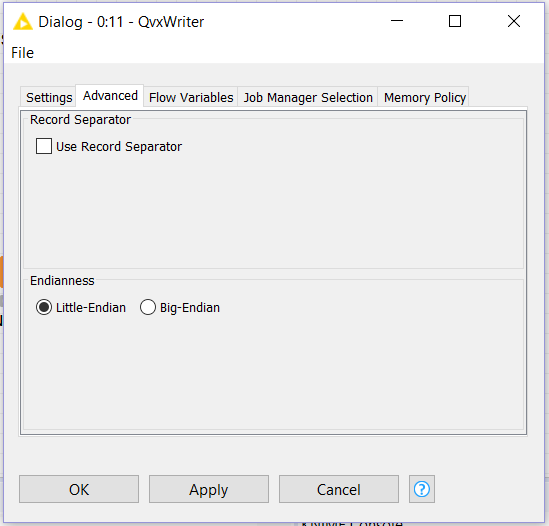 Dialog - 0:11 - QvxWriter
File
Settings Advanced Flow Variables Job Manager Selection Memory Policy
Record Separator
Use Record Separator
Endianness
Little-Endian Big-Endian
OK Apply Cancel ?